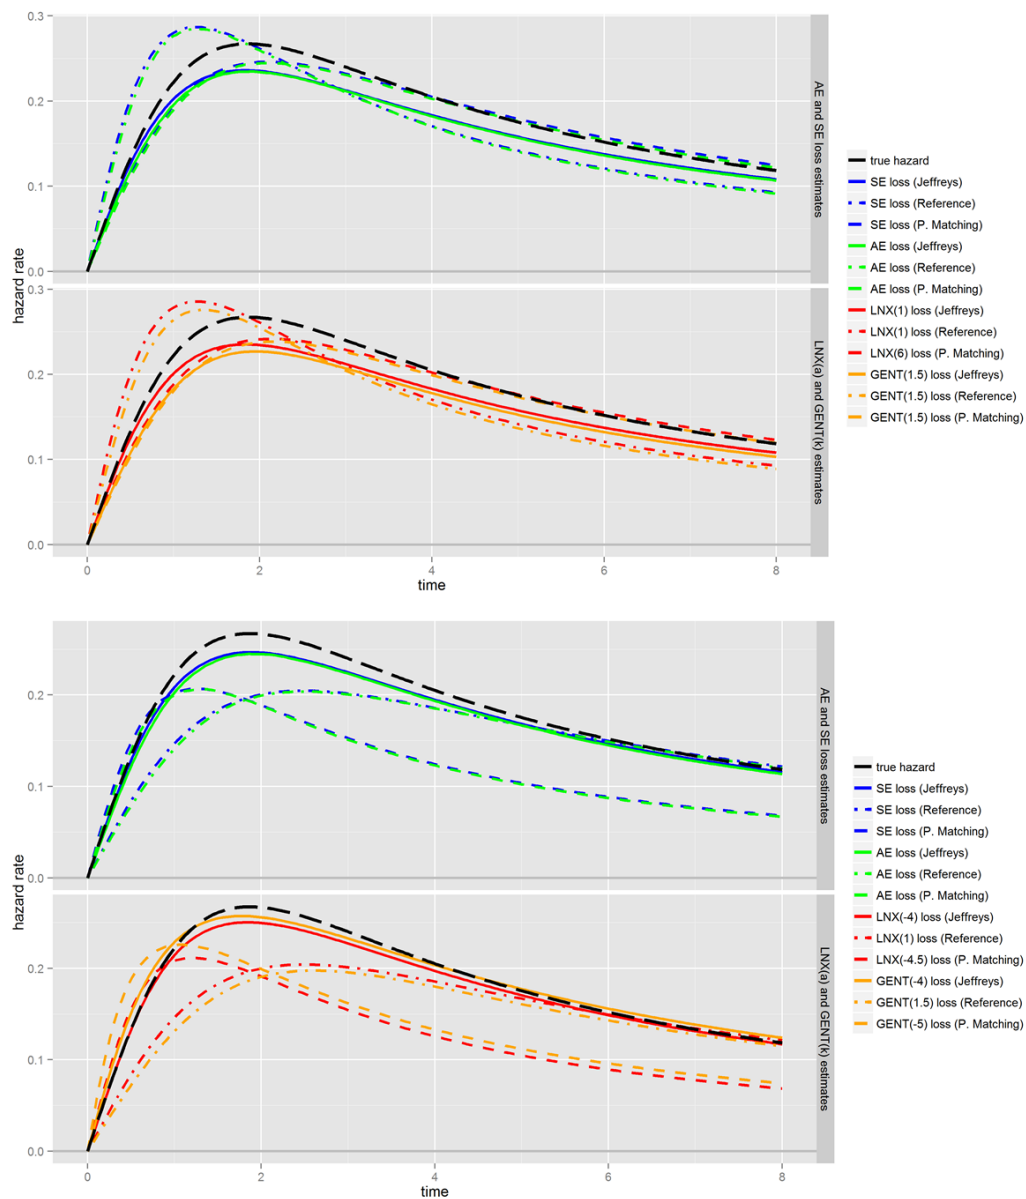 0.3
0.2
0.1
0.0
AE and SE loss estimates
hazard rate
0.3
0.2
0.1
0.0
LNX(a) and GENT(k) estimates
0
2
4
6
8
time
true hazard
SE loss (Jeffreys)
SE loss (Reference)
SE loss (P. Matching)
AE loss (Jeffreys)
AE loss (Reference)
AE loss (P. Matching)
LNX(1) loss (Jeffreys)
LNX(1) loss (Reference)
LNX(6) loss (P. Matching)
GENT(1.5) loss (Jeffreys)
GENT(1.5) loss (Reference)
GENT(1.5) loss (P. Matching)
0.2
0.1
0.0
AE and SE loss estimates
hazard rate
0.2
0.1
0.0
LNX(a) and GENT(k) estimates
0
2
4
6
8
time
true hazard
SE loss (Jeffreys)
SE loss (Reference)
SE loss (P. Matching)
AE loss (Jeffreys)
AE loss (Reference)
AE loss (P. Matching)
LNX(-4) loss (Jeffreys)
LNX(1) loss (Reference)
LNX(-4.5) loss (P. Matching)
GENT(-4) loss (Jeffreys)
GENT(1.5) loss (Reference)
GENT(-5) loss (P. Matching)